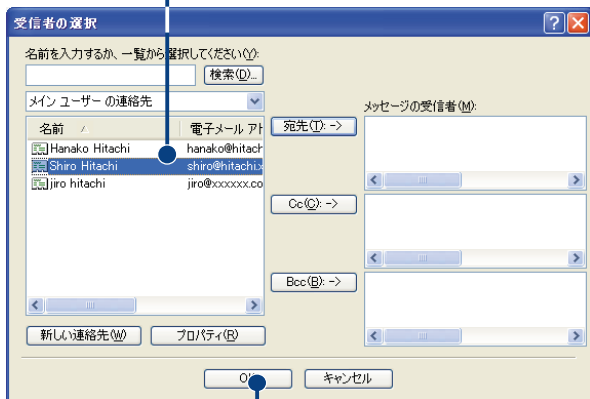 受信者の選択
名前を入力するか、一覧から選択してください(Y):
検索(D)...
メイン ユーザー の連絡先
メッセージの受信者(M):
名前 電子メール アド
宛先(T): ->
Hanako Hitachi hanako@hitach
Shiro Hitachi shiro@hitachi.x
jiro hitachi jiro@xxxxxx.co
Cc(C): ->
Bcc(B): ->
新しい連絡先(W) プロパティ(R)
OK キャンセル